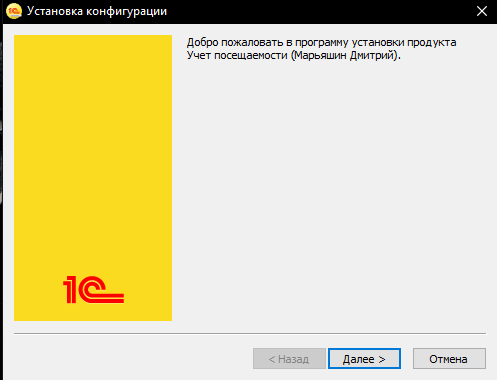 Установка конфигурации
Добро пожаловать в программу установки продукта
Учет посещаемости (Марьяшин Дмитрий).
1С
< Назад
Далее >
Отмена